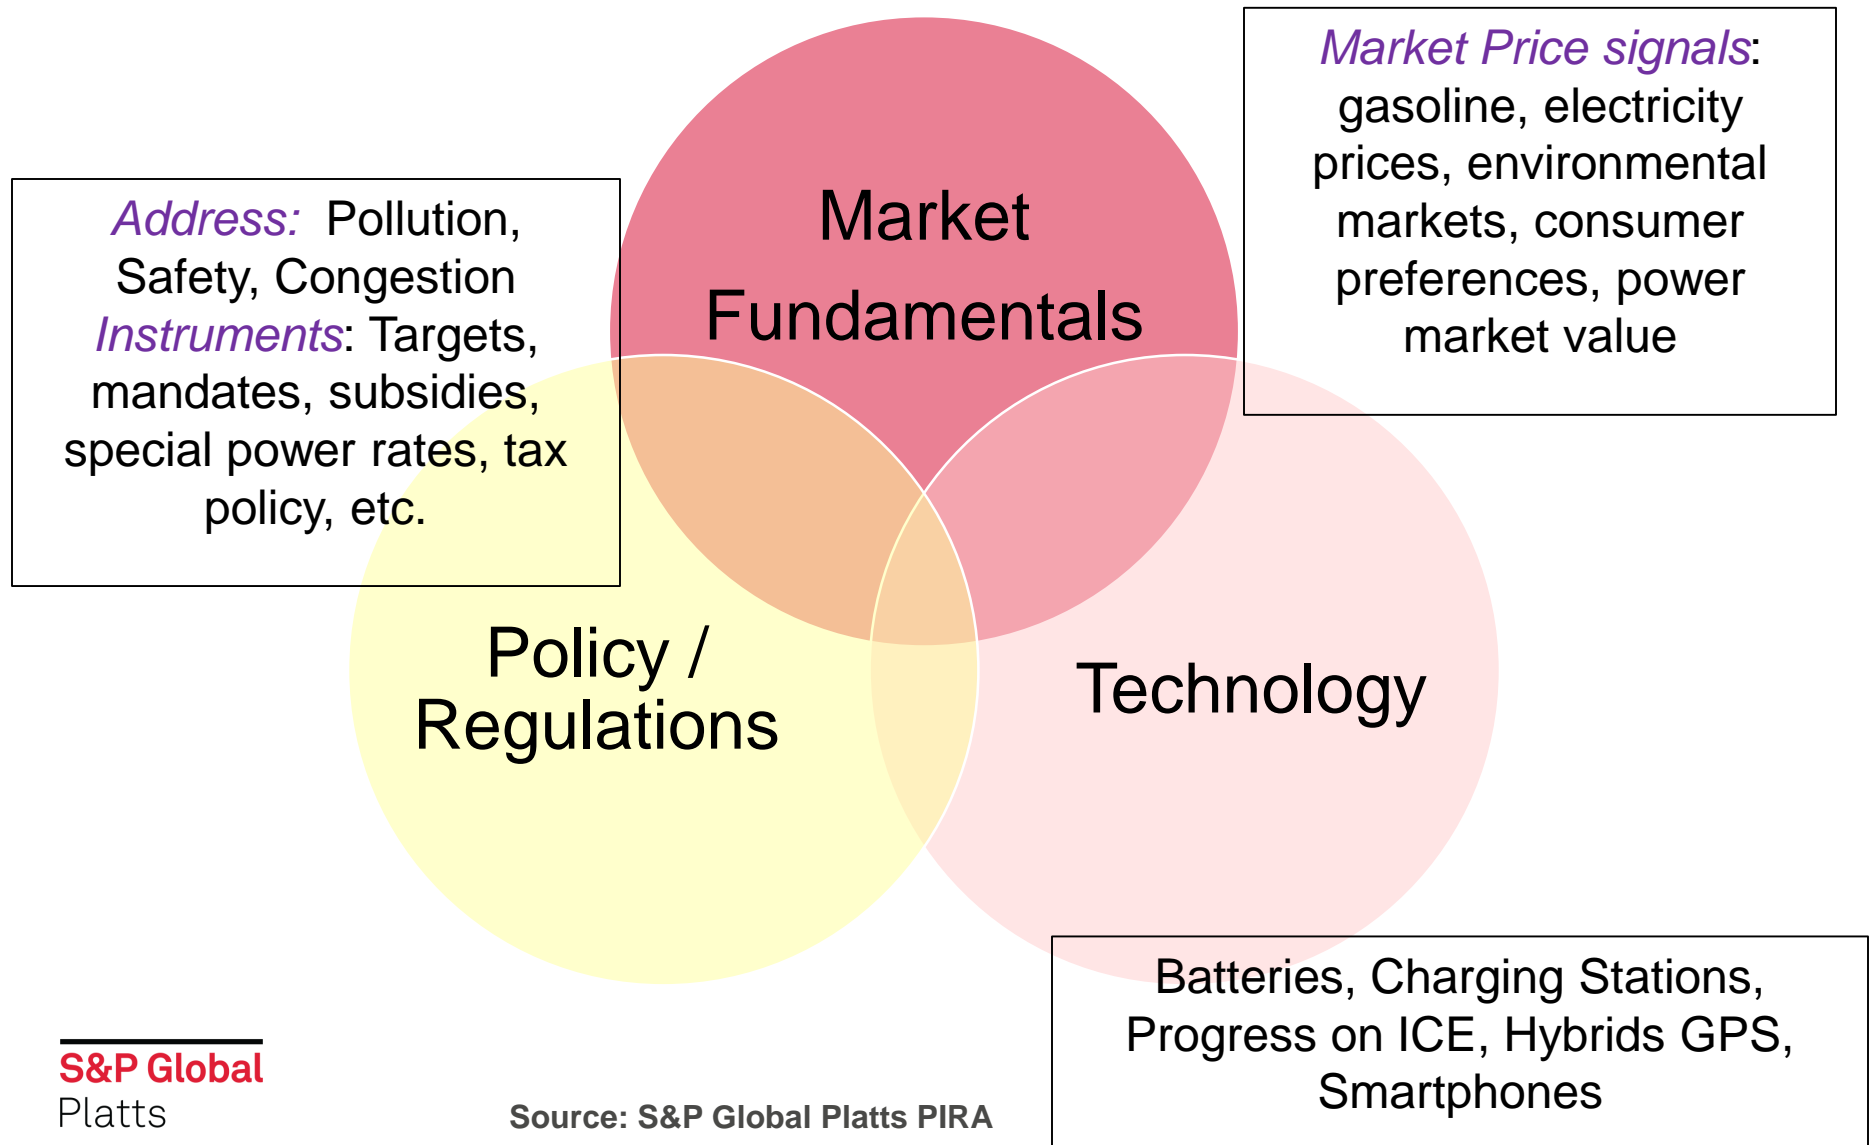 Market
Fundamentals
Market Price signals:
gasoline, electricity
prices, environmental
markets, consumer
preferences, power
market value
Address:  Pollution,
Safety, Congestion
Instruments: Targets,
mandates, subsidies,
special power rates, tax
policy, etc.
Policy /
Regulations
Technology
Batteries, Charging Stations,
Progress on ICE, Hybrids GPS,
Smartphones
S&P Global
Platts
Source: S&P Global Platts PIRA